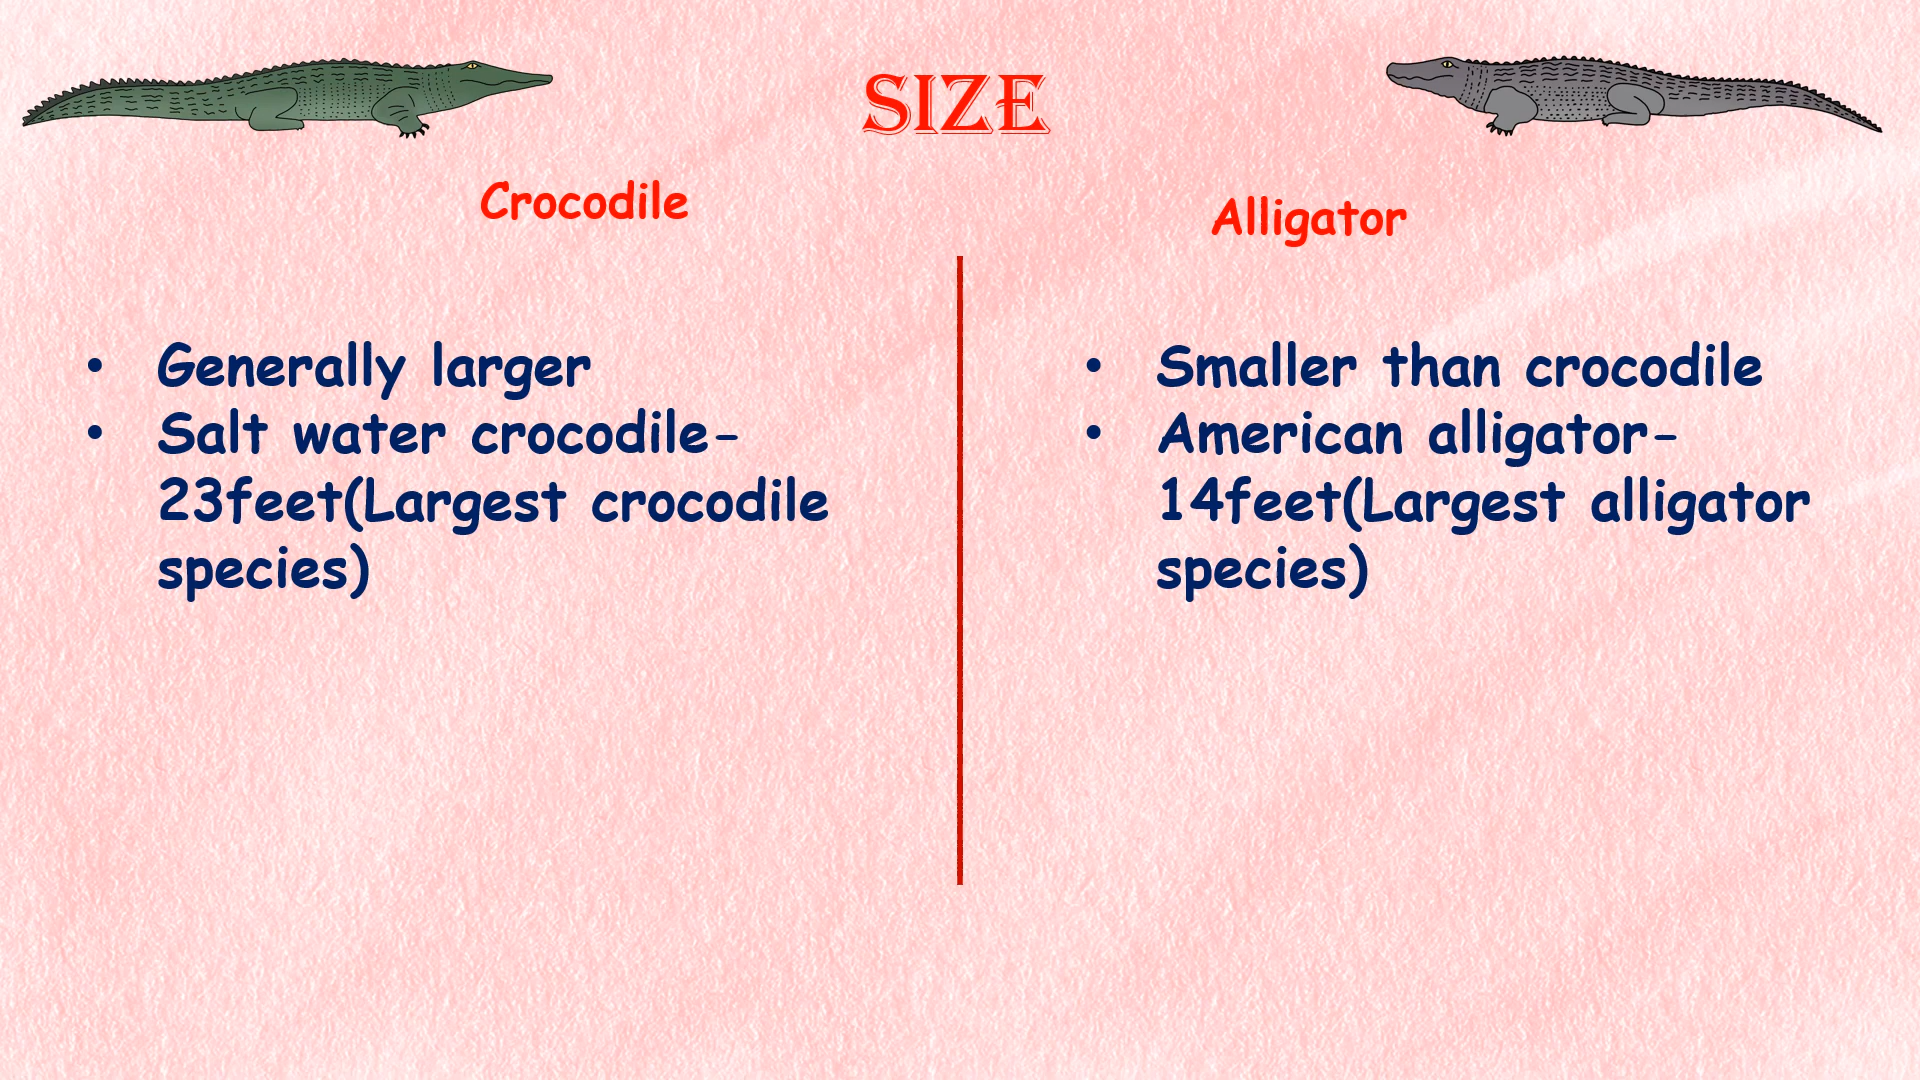 SIZE
Crocodile
Alligator
• Generally larger
• Salt water crocodile-
23feet(Largest crocodile
species)
• Smaller than crocodile
• American alligator-
14feet(Largest alligator
species)